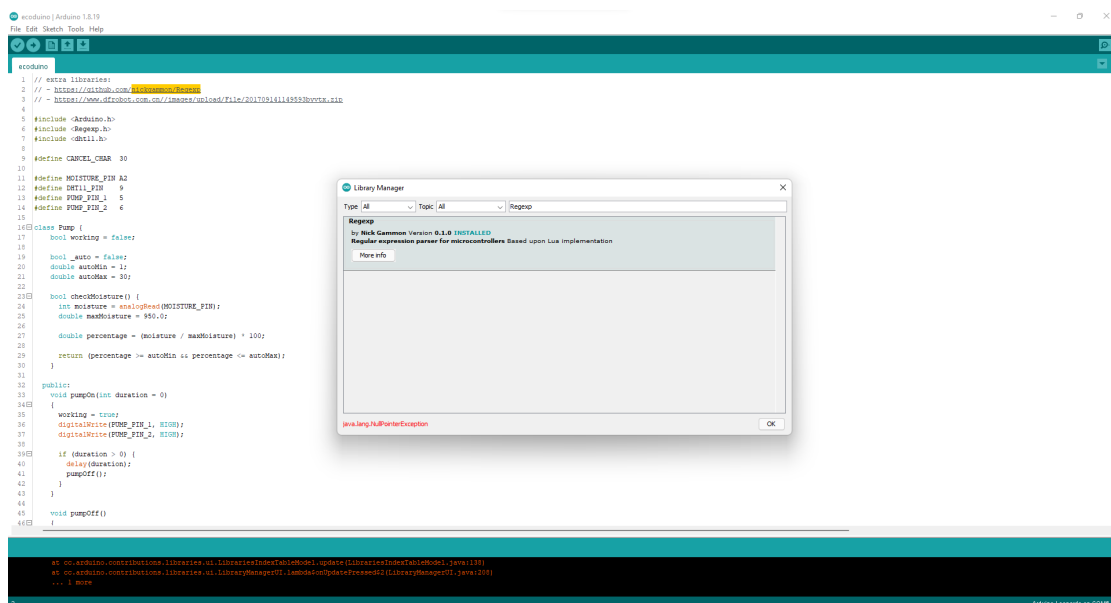 ecoduino | Arduino 1.8.19
File Edit Sketch Tools Help
ecoduino
1 // extra libraries:
2 // - https://github.com/nickgammon/Regexp
3 // - https://www.dfrobot.com.cn//images/upload/File/201709141149593byvtx.zip
4
5 #include <Arduino.h>
6 #include <Regexp.h>
7 #include <dht11.h>
8
9 #define CANCEL_CHAR 30
10
11 #define MOISTURE_PIN A2
12 #define DHT11_PIN 9
13 #define PUMP_PIN_1 5
14 #define PUMP_PIN_2 6
15
16 class Pump {
17 bool working = false;
18
19 bool _auto = false;
20 double autoMin = 1;
21 double autoMax = 30;
22
23 bool checkMoisture() {
24 int moisture = analogRead(MOISTURE_PIN);
25 double maxMoisture = 950.0;
26
27 double percentage = (moisture / maxMoisture) * 100;
28
29 return (percentage >= autoMin && percentage <= autoMax);
30 }
31
32 public:
33 void pumpOn(int duration = 0)
34 {
35 working = true;
36 digitalWrite(PUMP_PIN_1, HIGH);
37 digitalWrite(PUMP_PIN_2, HIGH);
38
39 if (duration > 0) {
40 delay(duration);
41 pumpOff();
42 }
43 }
44
45 void pumpOff()
46 {
Library Manager
Type All Topic All Regexp
Regexp
by Nick Gammon Version 0.1.0 INSTALLED
Regular expression parser for microcontrollers Based upon Lua implementation
More info
java.lang.NullPointerException
OK
at cc.arduino.contributions.libraries.ui.LibrariesIndexTableModel.update(LibrariesIndexTableModel.java:138)
at cc.arduino.contributions.libraries.ui.LibraryManagerUI.lambda$onUpdatePressed$2(LibraryManagerUI.java:208)
... 1 more